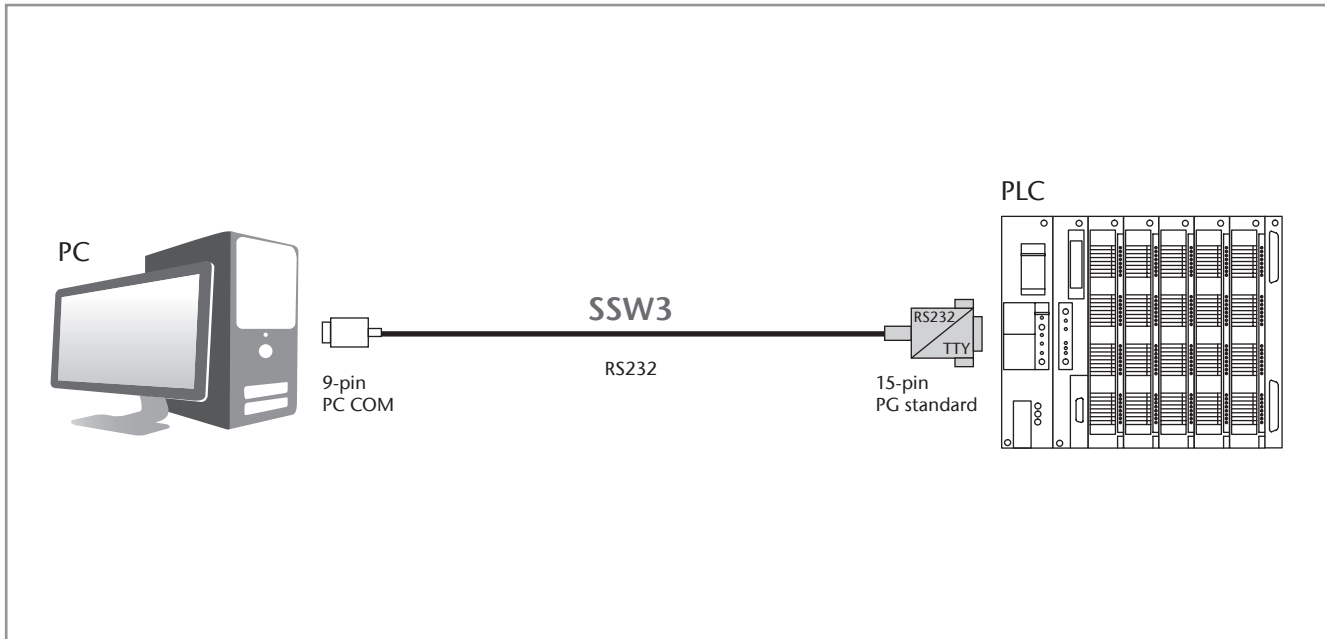 PLC
PC
SSW3
RS232
TTY
RS232
9-pin
PC COM
15-pin
PG standard